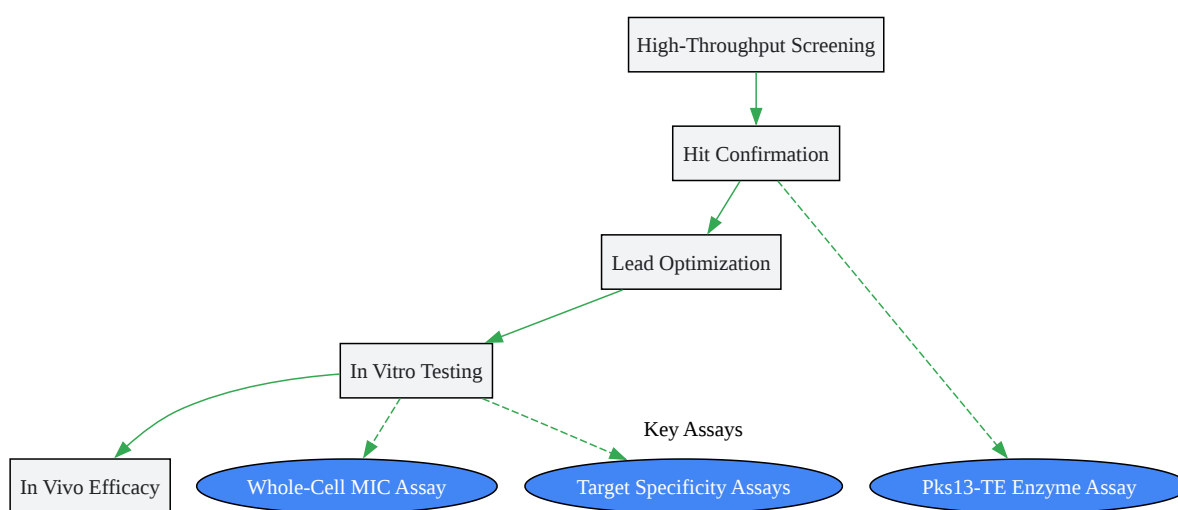 High-Throughput Screening
Hit Confirmation
Lead Optimization
In Vitro Testing
Key Assays
In Vivo Efficacy
Whole-Cell MIC Assay
Target Specificity Assays
Pks13-TE Enzyme Assay